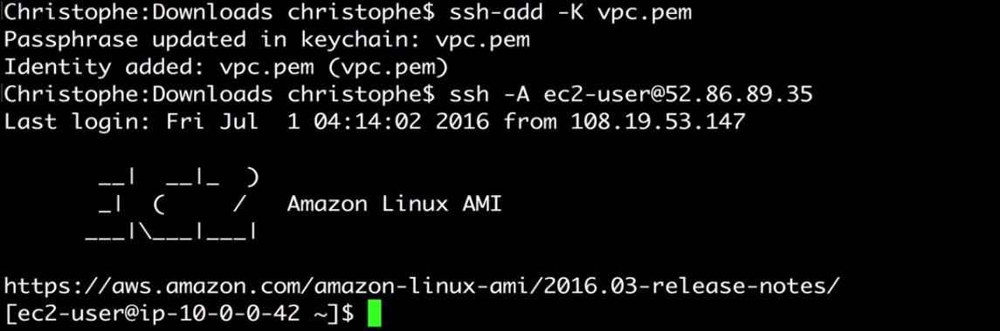 Christophe:Downloads christophe$ ssh-add -K vpc.pem
Passphrase updated in keychain: vpc.pem
Identity added: vpc.pem (vpc.pem)
Christophe:Downloads christophe$ ssh -A ec2-user@52.86.89.35
Last login: Fri Jul  1 04:14:02 2016 from 108.19.53.147

       __|  __|_  )
       _|  (     /   Amazon Linux AMI
      ___|\___|___|

https://aws.amazon.com/amazon-linux-ami/2016.03-release-notes/
[ec2-user@ip-10-0-0-42 ~]$